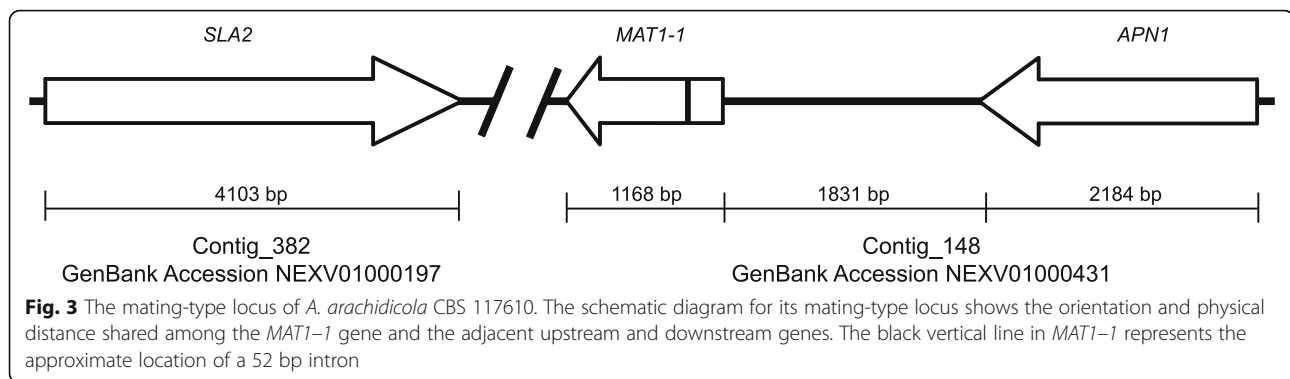 SLA2 MAT1-1 APN1
4103 bp 1168 bp 1831 bp 2184 bp
Contig_382 Contig_148
GenBank Accession NEXV01000197 GenBank Accession NEXV01000431
Fig. 3 The mating-type locus of A. arachidicola CBS 117610. The schematic diagram for its mating-type locus shows the orientation and physical
distance shared among the MAT1–1 gene and the adjacent upstream and downstream genes. The black vertical line in MAT1–1 represents the
approximate location of a 52 bp intron